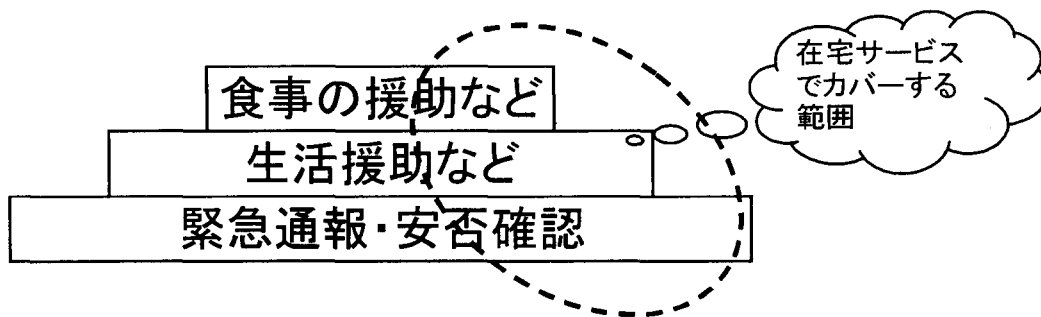 食事の援助など
生活援助など
緊急通報・安否確認
在宅サービス
でカバーする
範囲